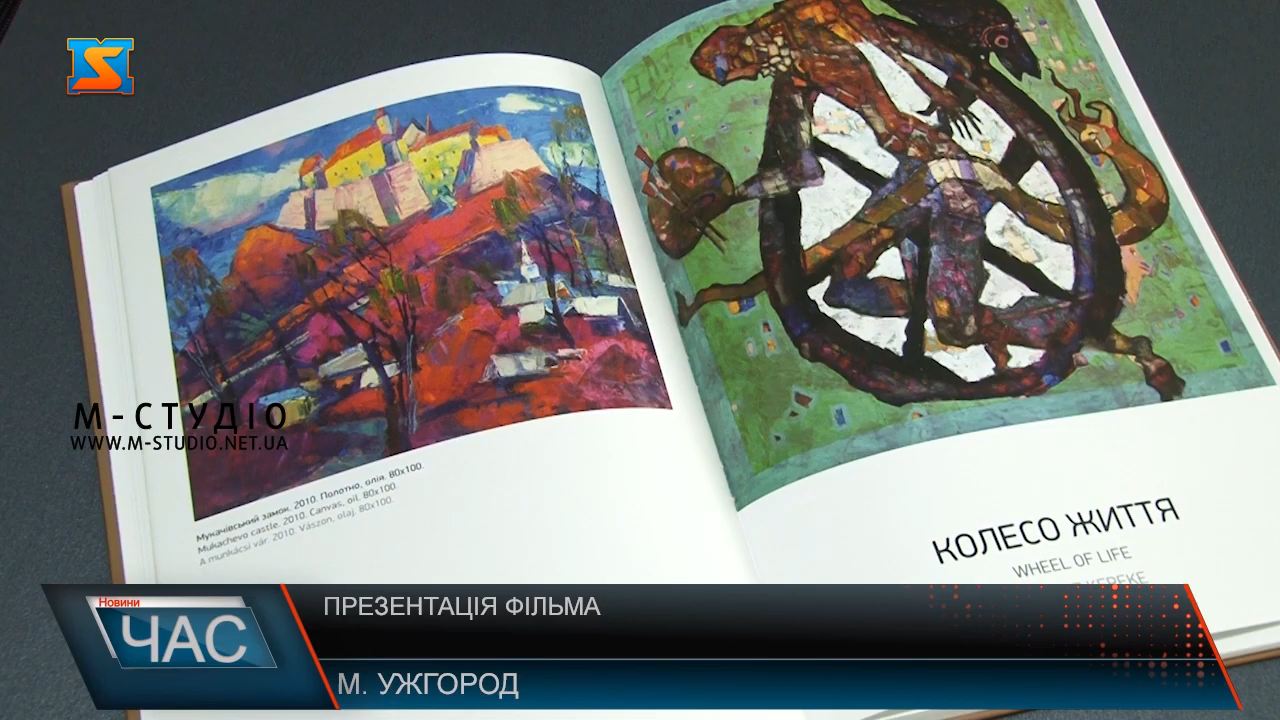 М-СТУДІО
WWW.M-STUDIO.NET.UA
Мукачівський замок. 2010. Полотно, олія. 80х100.
Mukachevo castle. 2010. Canvas, oil. 80x100.
A munkácsi vár. 2010. Vászon, olaj. 80x100.
КОЛЕСО ЖИТТЯ
WHEEL OF LIFE
KEREKE
Новини
ЧАС
ПРЕЗЕНТАЦІЯ ФІЛЬМА
М. УЖГОРОД